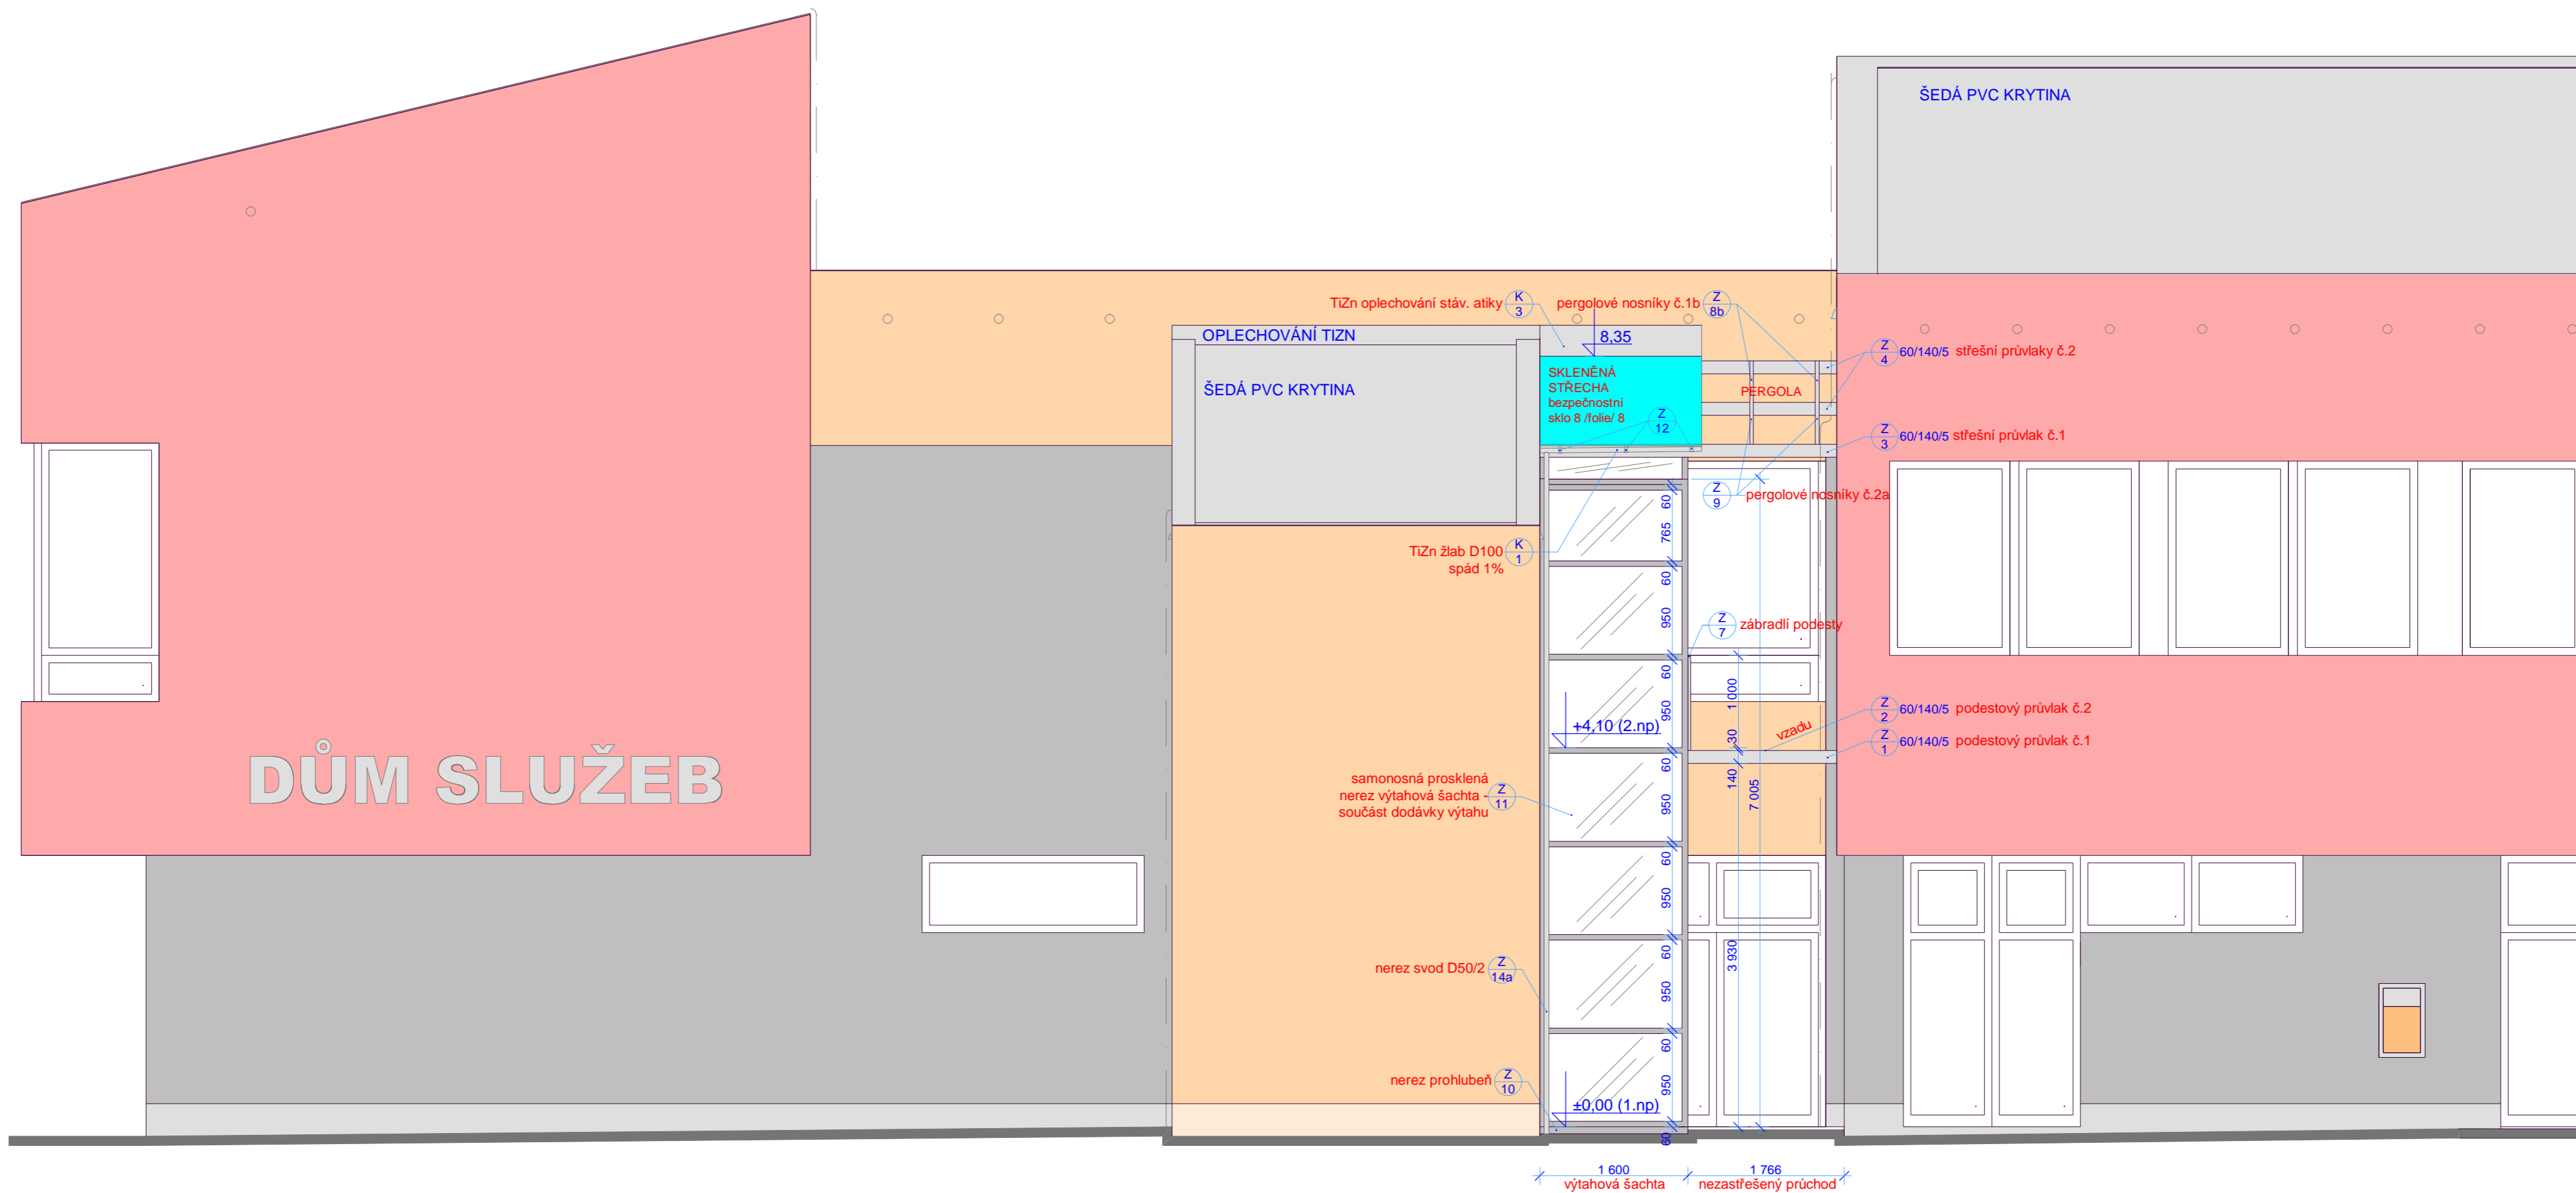 ŠEDÁ PVC KRYTINA
TiZn oplechování stáv. atiky
K
3
pergolové nosníky č.1b
Z
8b
OPLECHOVÁNÍ TIZN
8,35
Z
4
60/140/5 střešní průvlaky č.2
ŠEDÁ PVC KRYTINA
SKLENĚNÁ
STŘECHA
bezpečnostní
sklo 8 /folie/ 8
PERGOLA
Z
12
Z
3
60/140/5 střešní průvlak č.1
Z
9
pergolové nosníky č.2a
60
765
TiZn žlab D100
spád 1%
K
1
60
950
Z
7
zábradlí podesty
60
950
1 000
+4,10 (2.np)
30
vzadu
Z
2
60/140/5 podestový průvlak č.2
Z
1
60/140/5 podestový průvlak č.1
DŮM SLUŽEB
samonosná prosklená
nerez výtahová šachta -
součást dodávky výtahu
Z
11
60
950
140
7 005
60
950
3 930
nerez svod D50/2
Z
14a
60
950
nerez prohlubeň
Z
10
60
950
±0,00 (1.np)
60
1 600
1 766
výtahová šachta
nezastřešený průchod